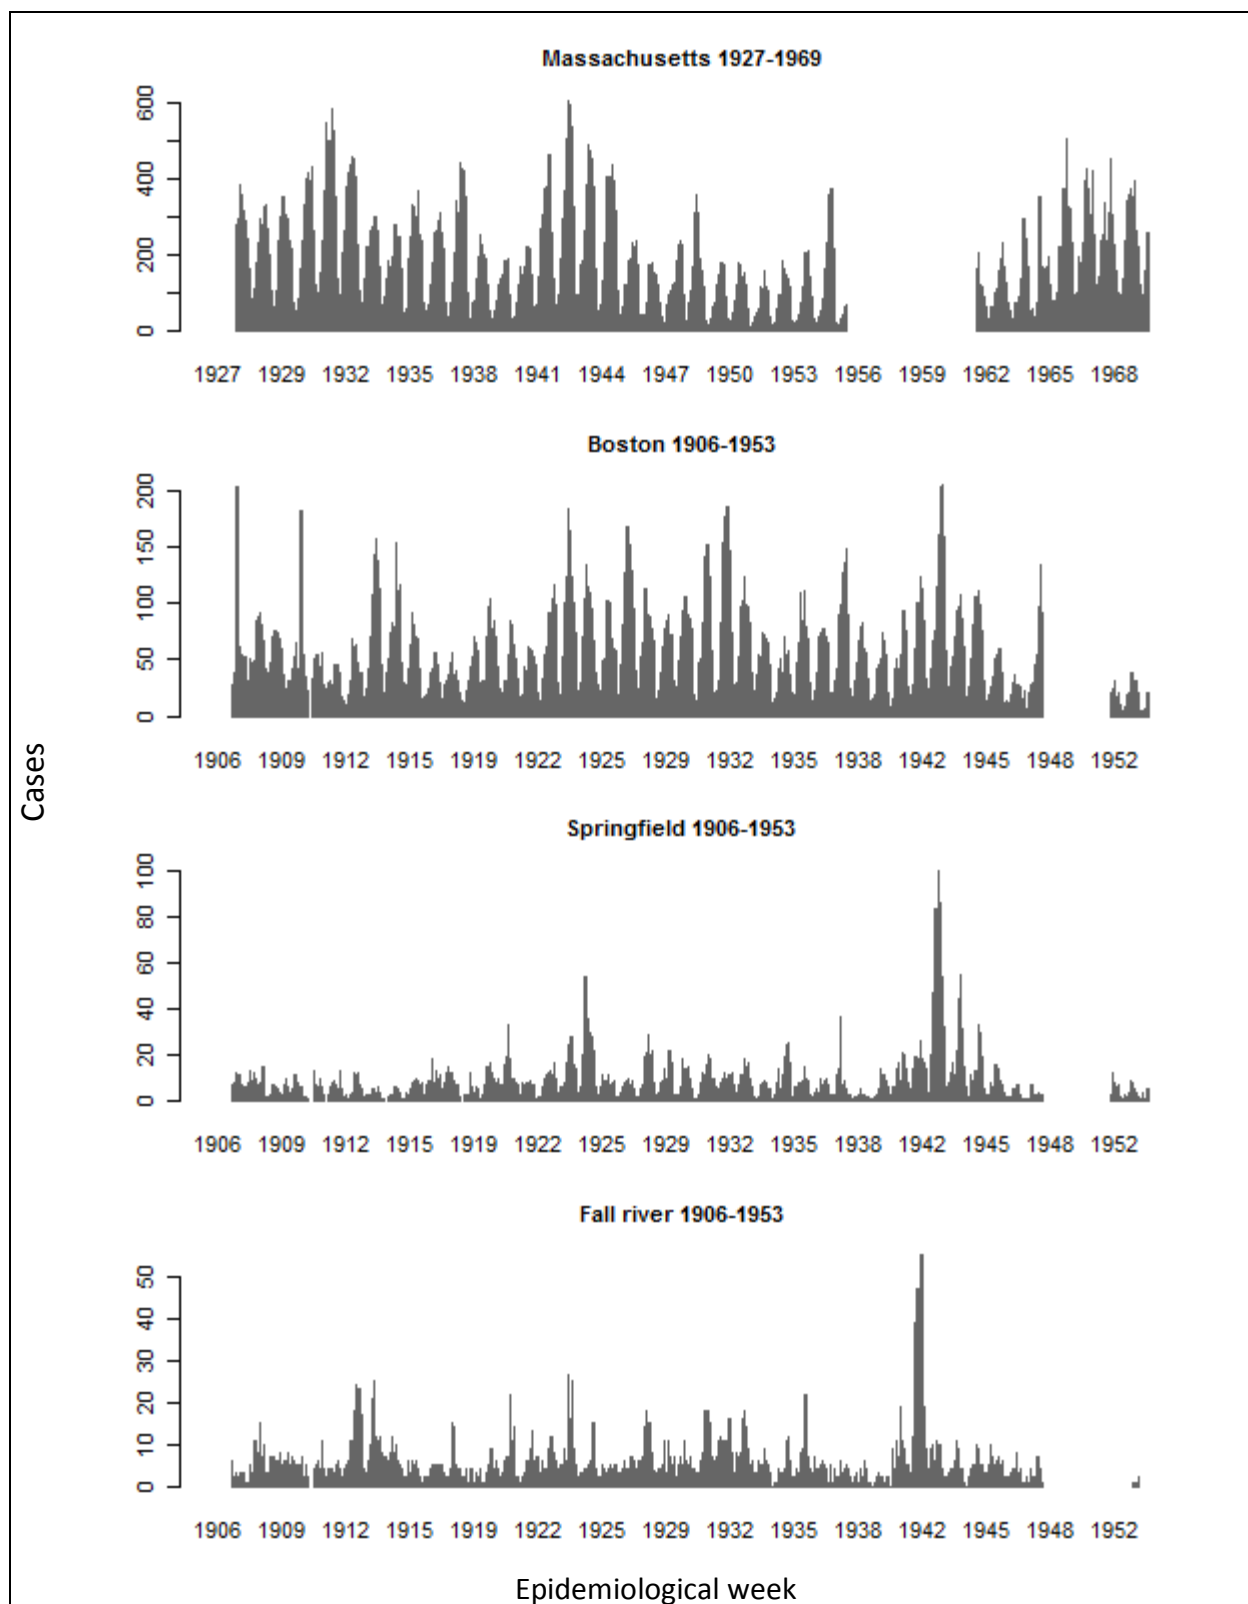 Massachusetts 1927-1969
600
400
200
0
1927 1929 1932 1935 1938 1941 1944 1947 1950 1953 1956 1959 1962 1965 1968
Boston 1906-1953
200
150
100
50
0
1906 1909 1912 1915 1919 1922 1925 1929 1932 1935 1938 1942 1945 1948 1952
Cases
Springfield 1906-1953
100
80
60
40
20
0
1906 1909 1912 1915 1919 1922 1925 1929 1932 1935 1938 1942 1945 1948 1952
Fall river 1906-1953
50
40
30
20
10
0
1906 1909 1912 1915 1919 1922 1925 1929 1932 1935 1938 1942 1945 1948 1952
Epidemiological week